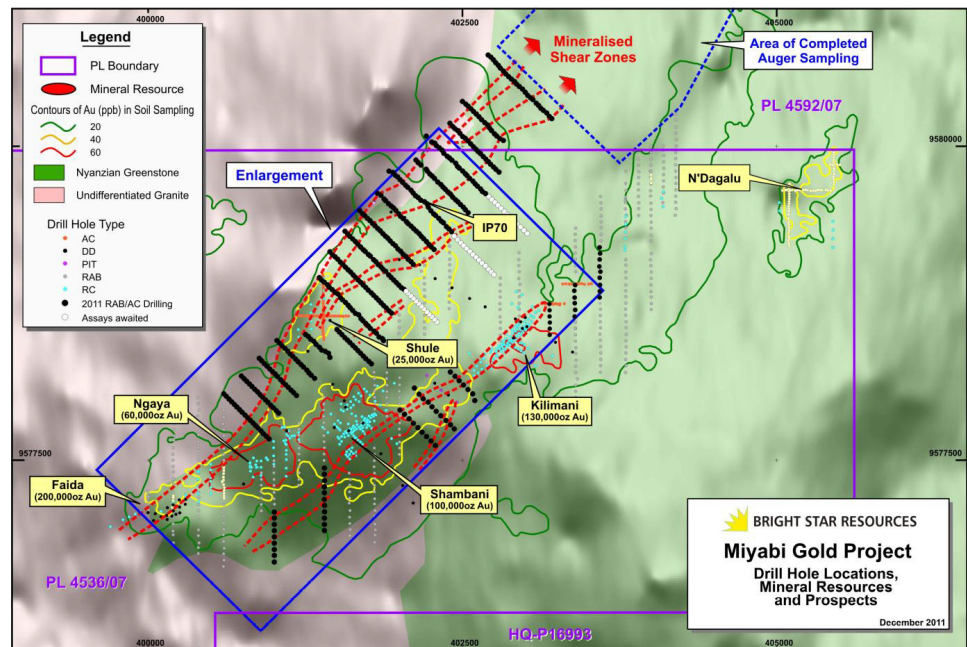 400000
402500
405000
Legend
PL Boundary
Mineral Resource
Contours of Au (ppb) in Soil Sampling
20
40
60
Nyanzian Greenstone
Undifferentiated Granite
Drill Hole Type
AC
DD
PIT
RAB
RC
2011 RAB/AC Drilling
Assays awaited
Mineralised
Shear Zones
Area of Completed
Auger Sampling
PL 4592/07
9580000
N'Dagalu
Enlargement
IP70
Shule
(25,000oz Au)
Ngaya
(60,000oz Au)
Kilimani
(130,000oz Au)
9577500
9577500
Faida
(200,000oz Au)
Shambani
(100,000oz Au)
PL 4536/07
HQ-P16993
BRIGHT STAR RESOURCES
Miyabi Gold Project
Drill Hole Locations,
Mineral Resources
and Prospects
December 2011
400000
402500
405000